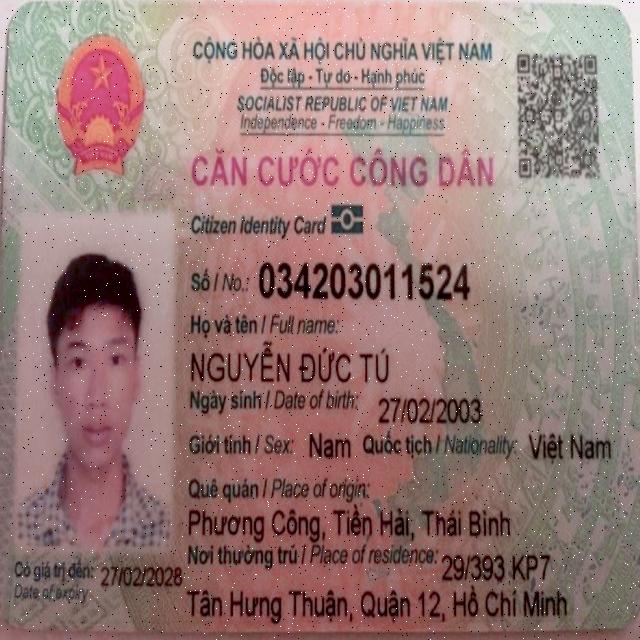 CỘNG HÒA XÃ HỘI CHỦ NGHĨA VIỆT NAM
Độc lập - Tự do - Hạnh phúc
SOCIALIST REPUBLIC OF VIET NAM
Independence - Freedom - Happiness
CĂN CƯỚC CÔNG DÂN
Citizen Identity Card
Số / No.: 034203011524
Họ và tên / Full name:
NGUYỄN ĐỨC TÚ
Ngày sinh / Date of birth: 27/02/2003
Giới tính / Sex: Nam Quốc tịch / Nationality: Việt Nam
Quê quán / Place of origin:
Phương Công, Tiền Hải, Thái Bình
Nơi thường trú / Place of residence: 29/393 KP7
Tân Hưng Thuận, Quận 12, Hồ Chí Minh
Có giá trị đến: 27/02/2028
Date of expiry